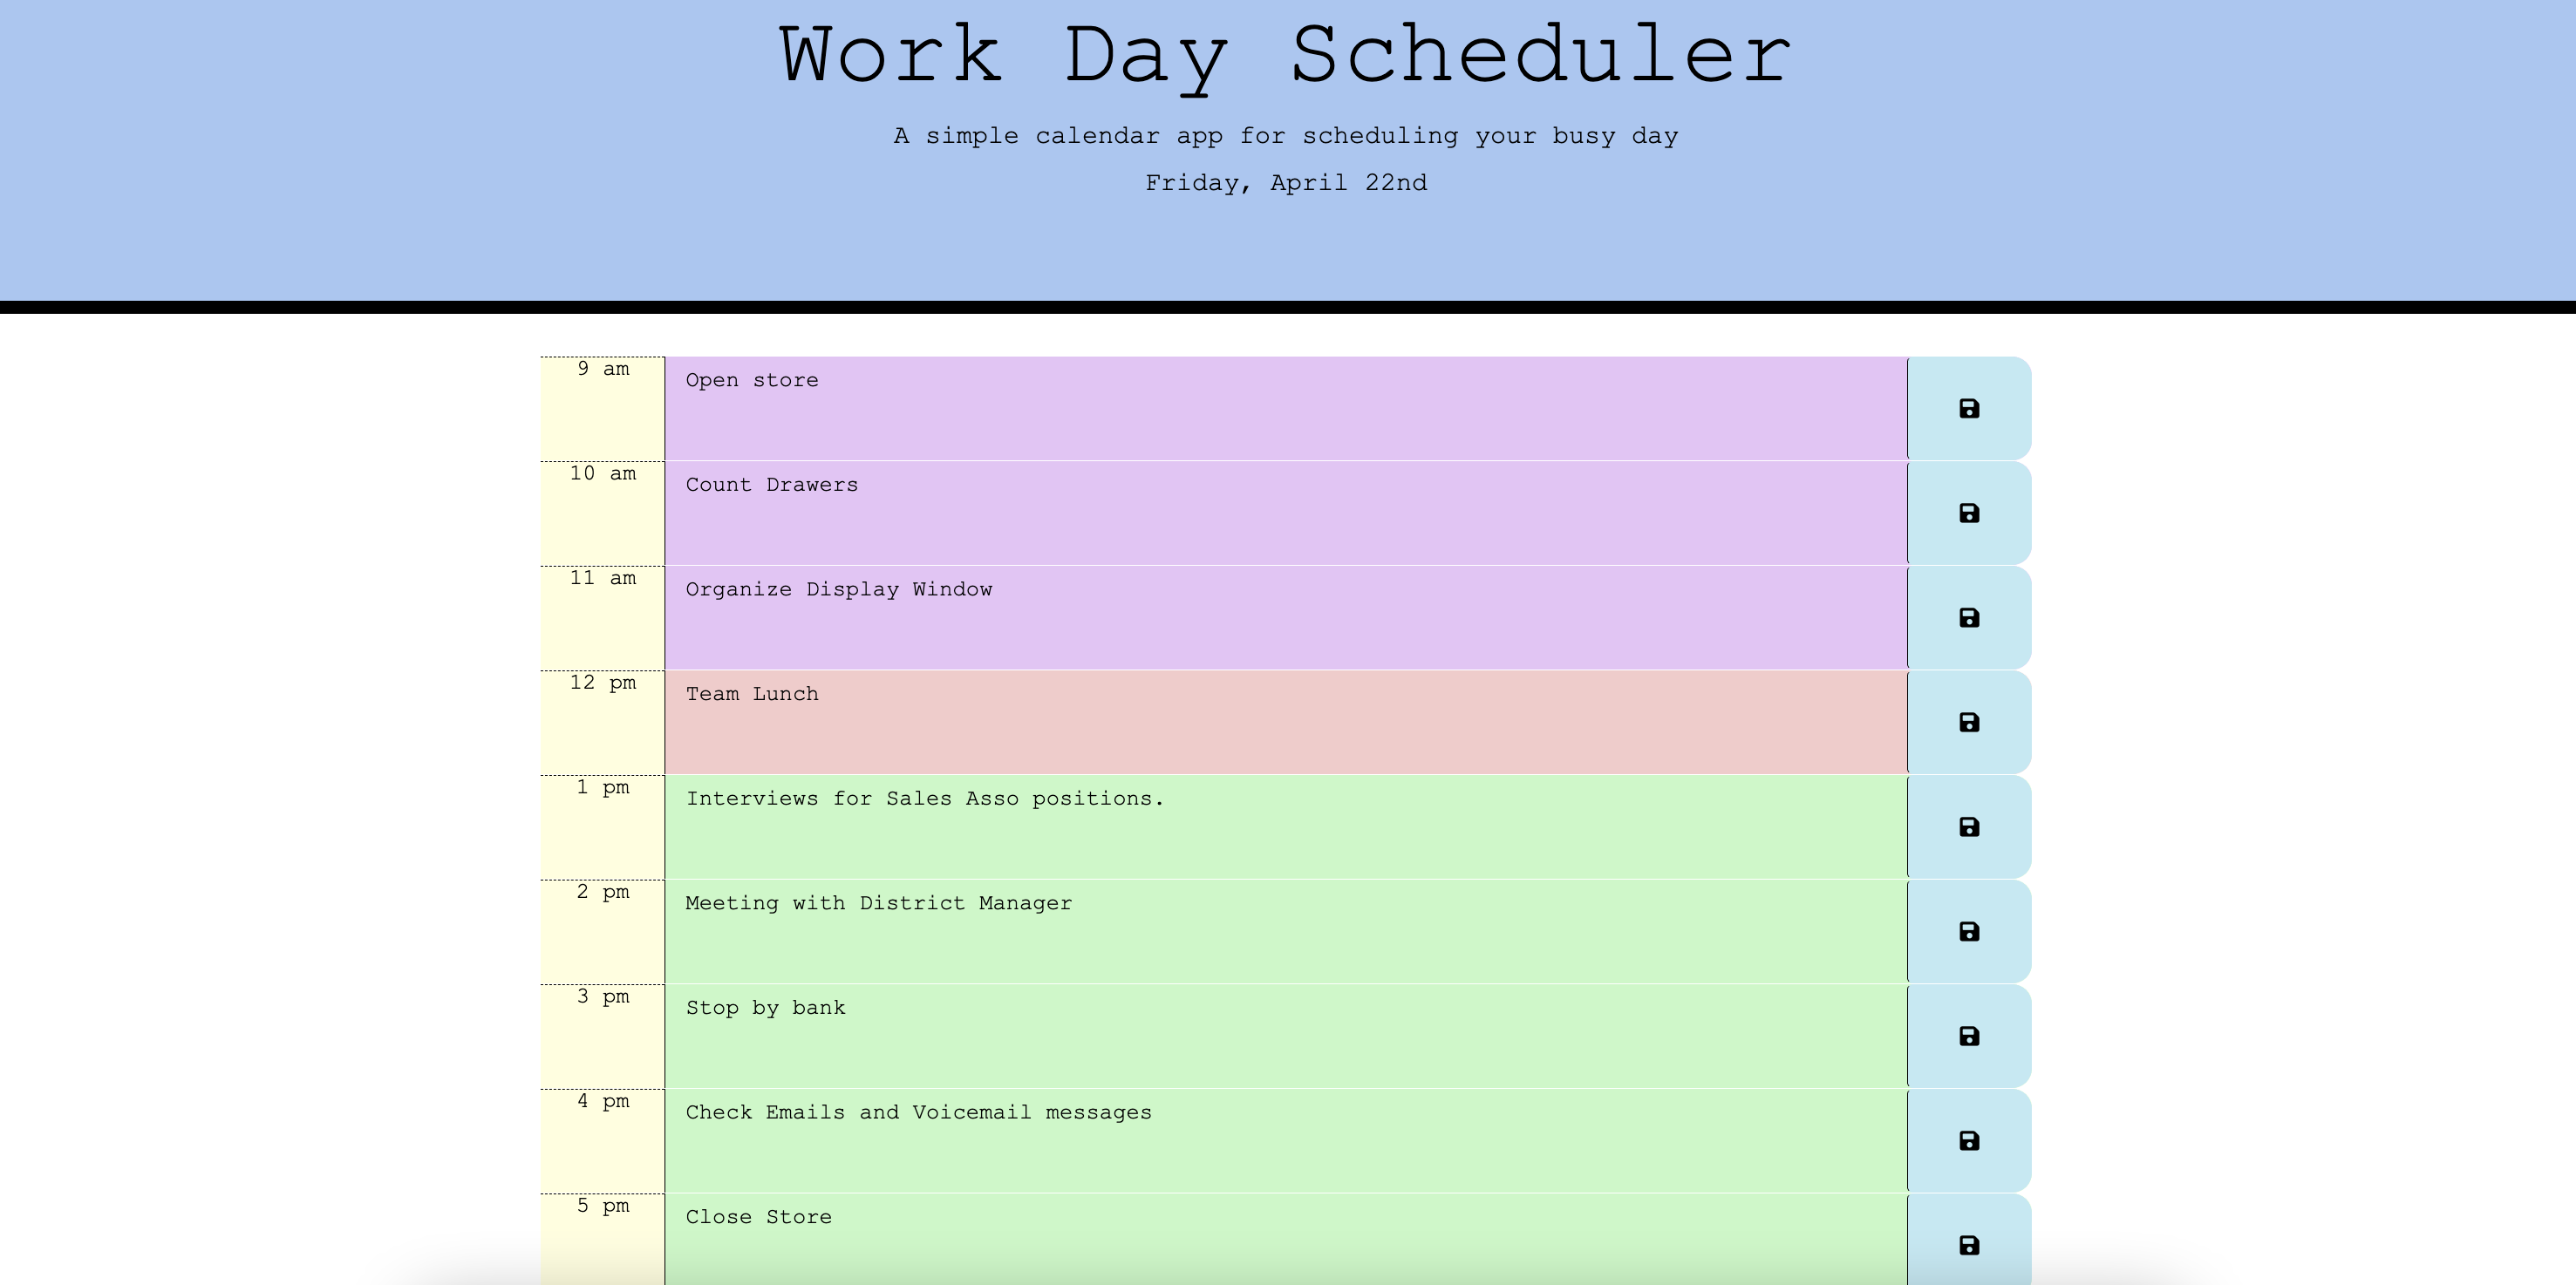 Work Day Scheduler
A simple calendar app for scheduling your busy day
Friday, April 22nd
9 am
Open store
10 am
Count Drawers
11 am
Organize Display Window
12 pm
Team Lunch
1 pm
Interviews for Sales Asso positions.
2 pm
Meeting with District Manager
3 pm
Stop by bank
4 pm
Check Emails and Voicemail messages
5 pm
Close Store